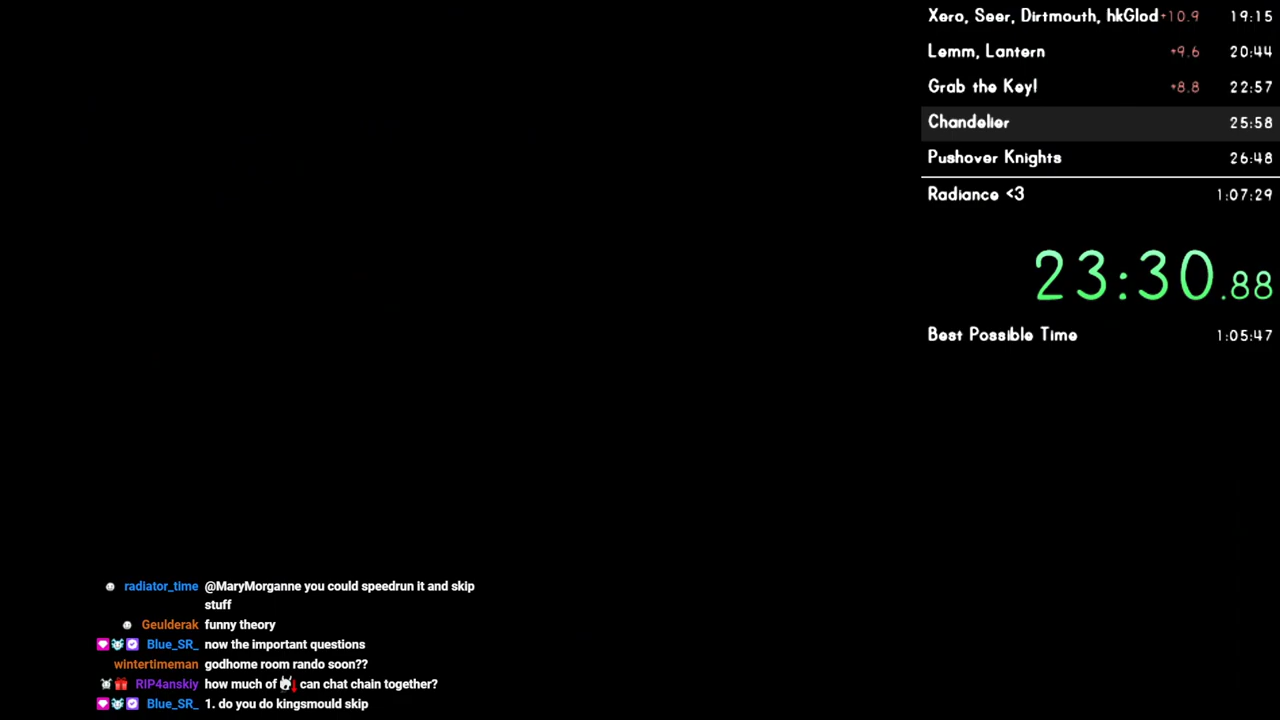 Xero, Seer, Dirtmouth, hkGlod +10.9 19:15
Lemm, Lantern +9.6 20:44
Grab the Key! +8.8 22:57
Chandelier 25:58
Pushover Knights 26:48
Radiance <3 1:07:29
23:30.88
Best Possible Time 1:05:47
radiator_time @MaryMorganne you could speedrun it and skip
stuff
Geulderak funny theory
Blue_SR_ now the important questions
wintertimeman godhome room rando soon??
RIP4anskiy how much of can chat chain together?
Blue_SR_ 1. do you do kingsmould skip